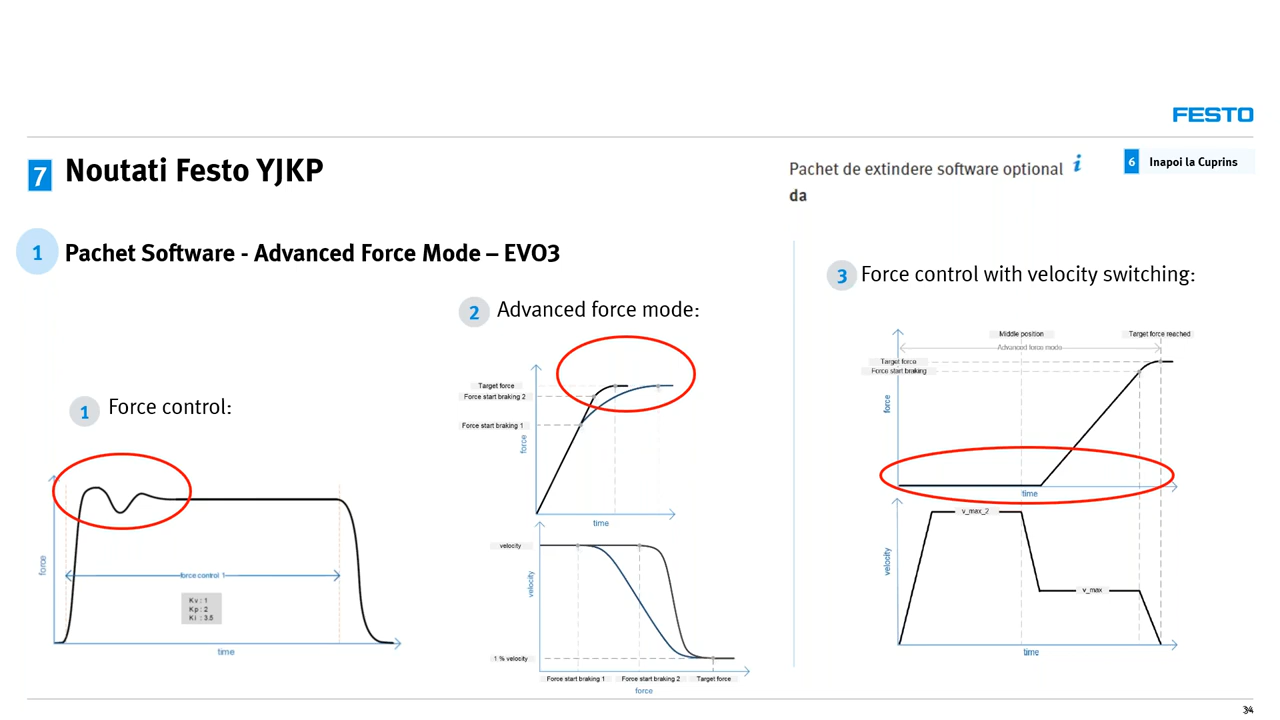 FESTO
7 Noutati Festo YJKP
Pachet de extindere software optional i
da
6 Inapoi la Cuprins
1 Pachet Software - Advanced Force Mode – EVO3
1 Force control:
force
force control 1
Kv : 1
Kp : 2
Ki : 3.5
time
2 Advanced force mode:
Target force
Force start braking 2
Force start braking 1
force
time
velocity
velocity
1 % velocity
Force start braking 1 Force start braking 2 Target force
force
3 Force control with velocity switching:
Middle position Target force reached
Advanced force mode
Target force
Force start braking
force
time
v_max_2
velocity
v_max
time
34